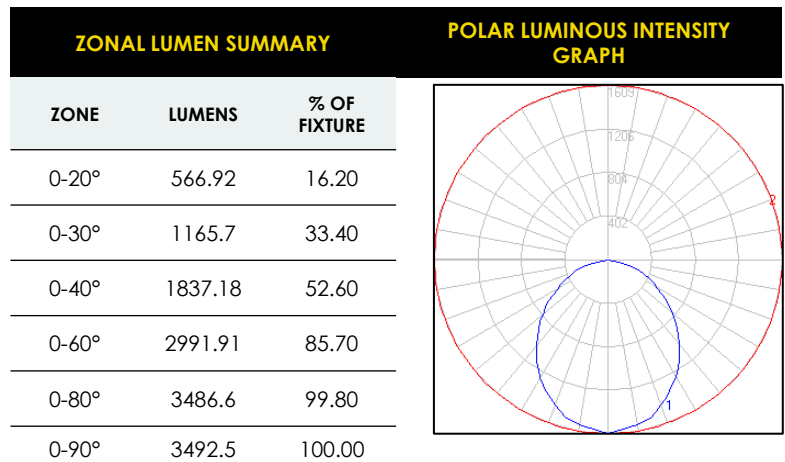 ZONAL LUMEN SUMMARY
POLAR LUMINOUS INTENSITY
GRAPH
ZONE LUMENS % OF
FIXTURE
0-20° 566.92 16.20
0-30° 1165.7 33.40
0-40° 1837.18 52.60
0-60° 2991.91 85.70
0-80° 3486.6 99.80
0-90° 3492.5 100.00
1609
1206
804
2
402
1